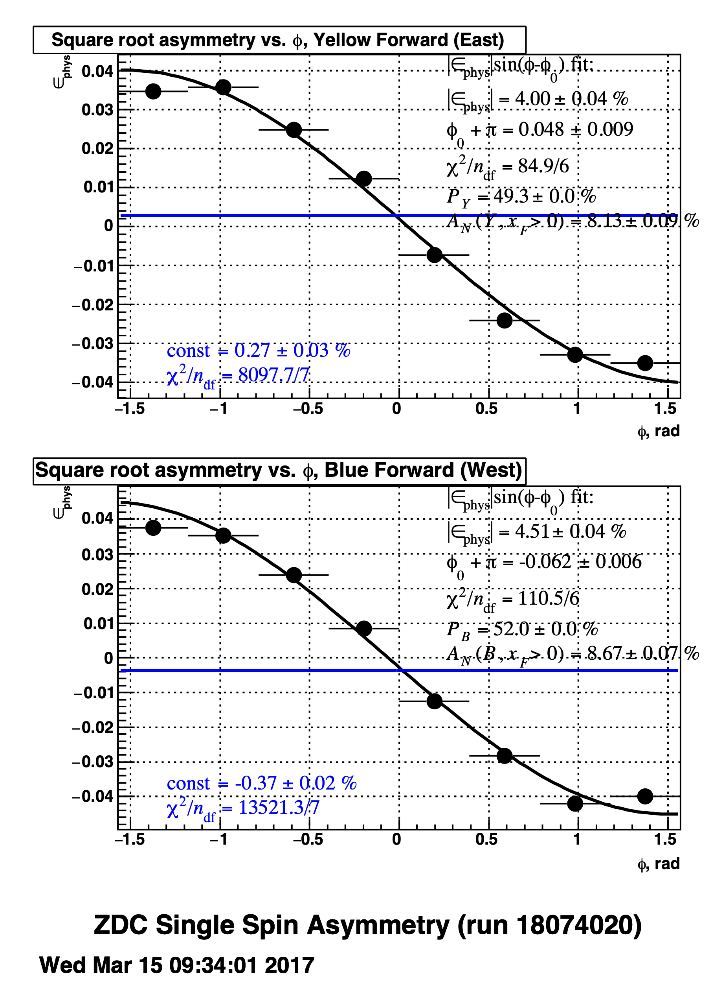 Square root asymmetry vs. ϕ, Yellow Forward (East)
∈phys
|∈phys|sin(ϕ-ϕ0) fit:
|∈phys| = 4.00 ± 0.04 %
ϕ0 + π = 0.048 ± 0.009
χ2/ndf = 84.9/6
PY = 49.3 ± 0.0 %
AN (Y, xF > 0) = 8.13 ± 0.09 %
0.04
0.03
0.02
0.01
0
−0.01
−0.02
−0.03
−0.04
const = 0.27 ± 0.03 %
χ2/ndf = 8097.7/7
−1.5 −1 −0.5 0 0.5 1 1.5
ϕ, rad
Square root asymmetry vs. ϕ, Blue Forward (West)
∈phys
|∈phys|sin(ϕ-ϕ0) fit:
|∈phys| = 4.51 ± 0.04 %
ϕ0 + π = -0.062 ± 0.006
χ2/ndf = 110.5/6
PB = 52.0 ± 0.0 %
AN (B, xF > 0) = 8.67 ± 0.07 %
0.04
0.03
0.02
0.01
0
−0.01
−0.02
−0.03
−0.04
const = -0.37 ± 0.02 %
χ2/ndf = 13521.3/7
−1.5 −1 −0.5 0 0.5 1 1.5
ϕ, rad
ZDC Single Spin Asymmetry (run 18074020)
Wed Mar 15 09:34:01 2017